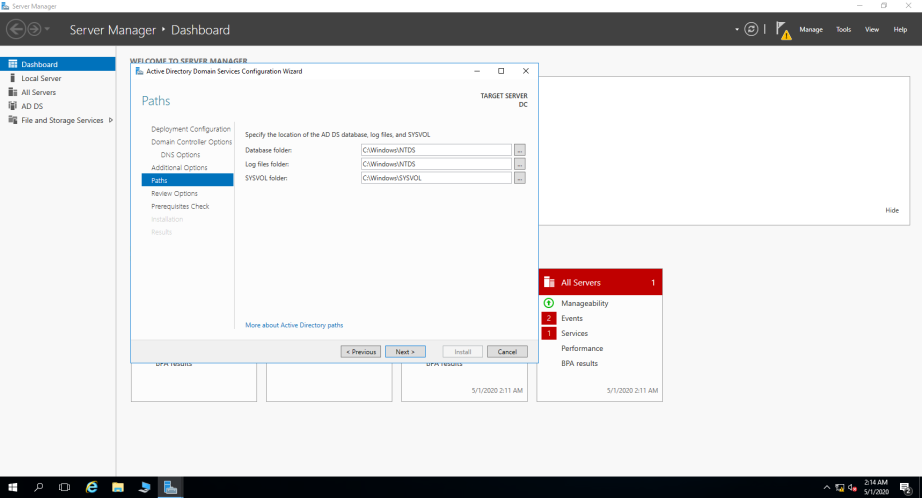 Server Manager
Server Manager • Dashboard
Manage Tools View Help
Dashboard
Local Server
All Servers
AD DS
File and Storage Services
WELCOME TO SERVER MANAGER
Active Directory Domain Services Configuration Wizard
Paths
TARGET SERVER
DC
Deployment Configuration
Domain Controller Options
DNS Options
Additional Options
Paths
Review Options
Prerequisites Check
Installation
Results
Specify the location of the AD DS database, log files, and SYSVOL
Database folder: C:\Windows\NTDS ...
Log files folder: C:\Windows\NTDS ...
SYSVOL folder: C:\Windows\SYSVOL ...
More about Active Directory paths
< Previous Next > Install Cancel
Hide
All Servers 1
Manageability
2 Events
1 Services
Performance
BPA results
5/1/2020 2:11 AM
BPA results
BPA results
5/1/2020 2:11 AM
2:14 AM
5/1/2020